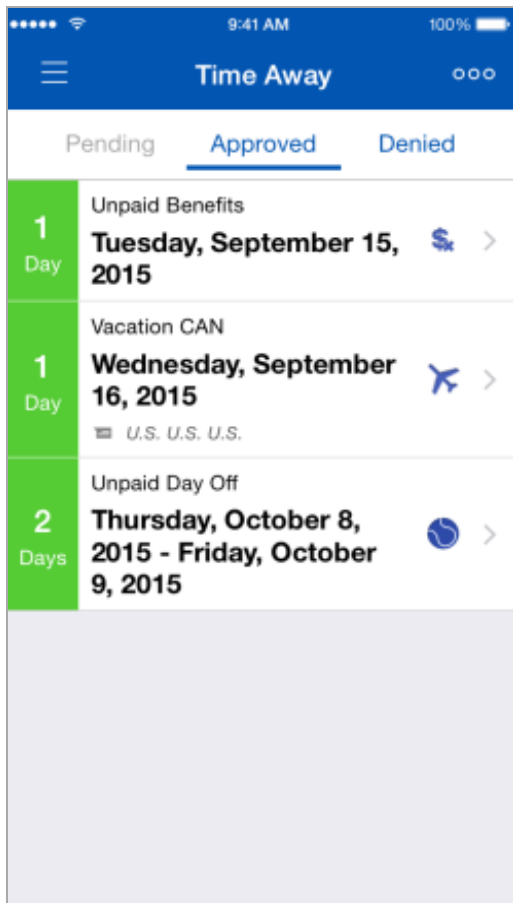 9:41 AM 100%
Time Away
Pending Approved Denied
1
Day
Unpaid Benefits
Tuesday, September 15,
2015
1
Day
Vacation CAN
Wednesday, September
16, 2015
U.S. U.S. U.S.
2
Days
Unpaid Day Off
Thursday, October 8,
2015 - Friday, October
9, 2015